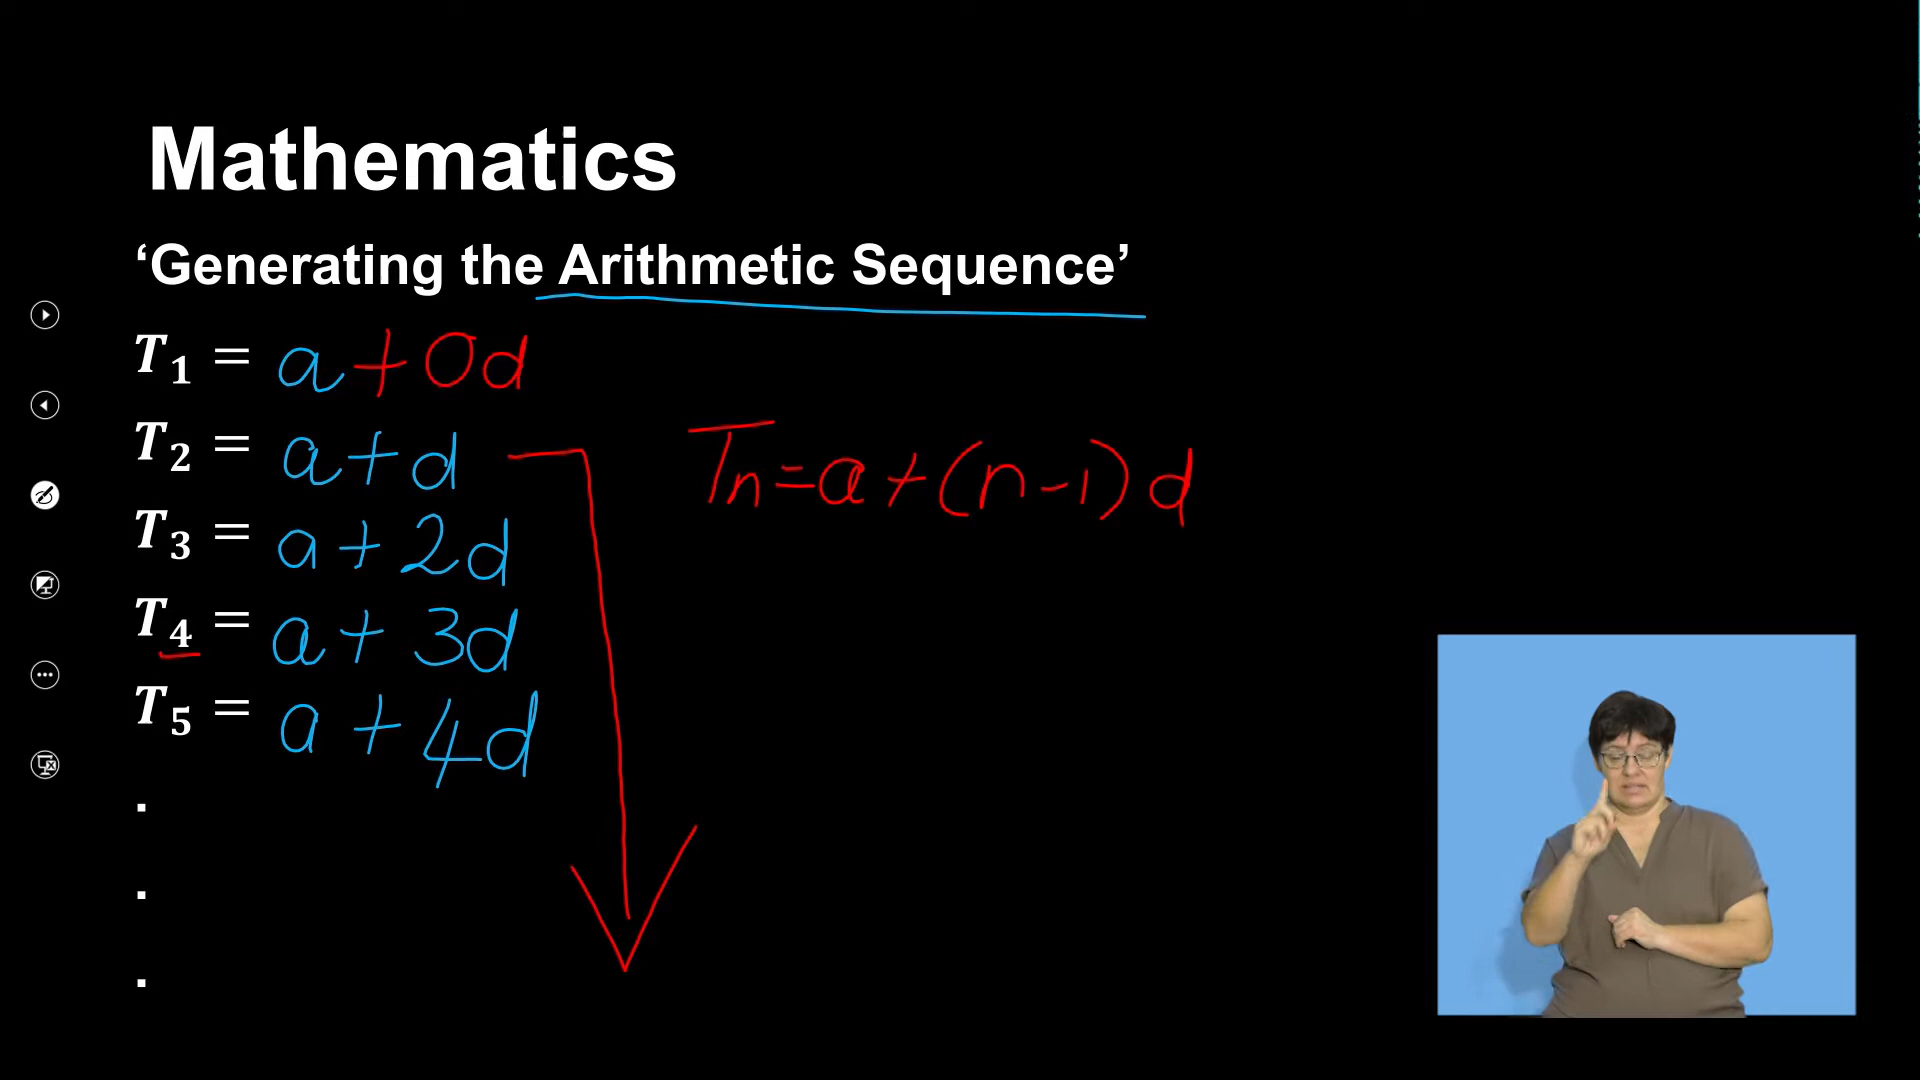 Mathematics
‘Generating the Arithmetic Sequence’
T₁ = a + 0d
T₂ = a + d
Tn = a + (n - 1) d
T₃ = a + 2d
T₄ = a + 3d
T₅ = a + 4d
.
.
.